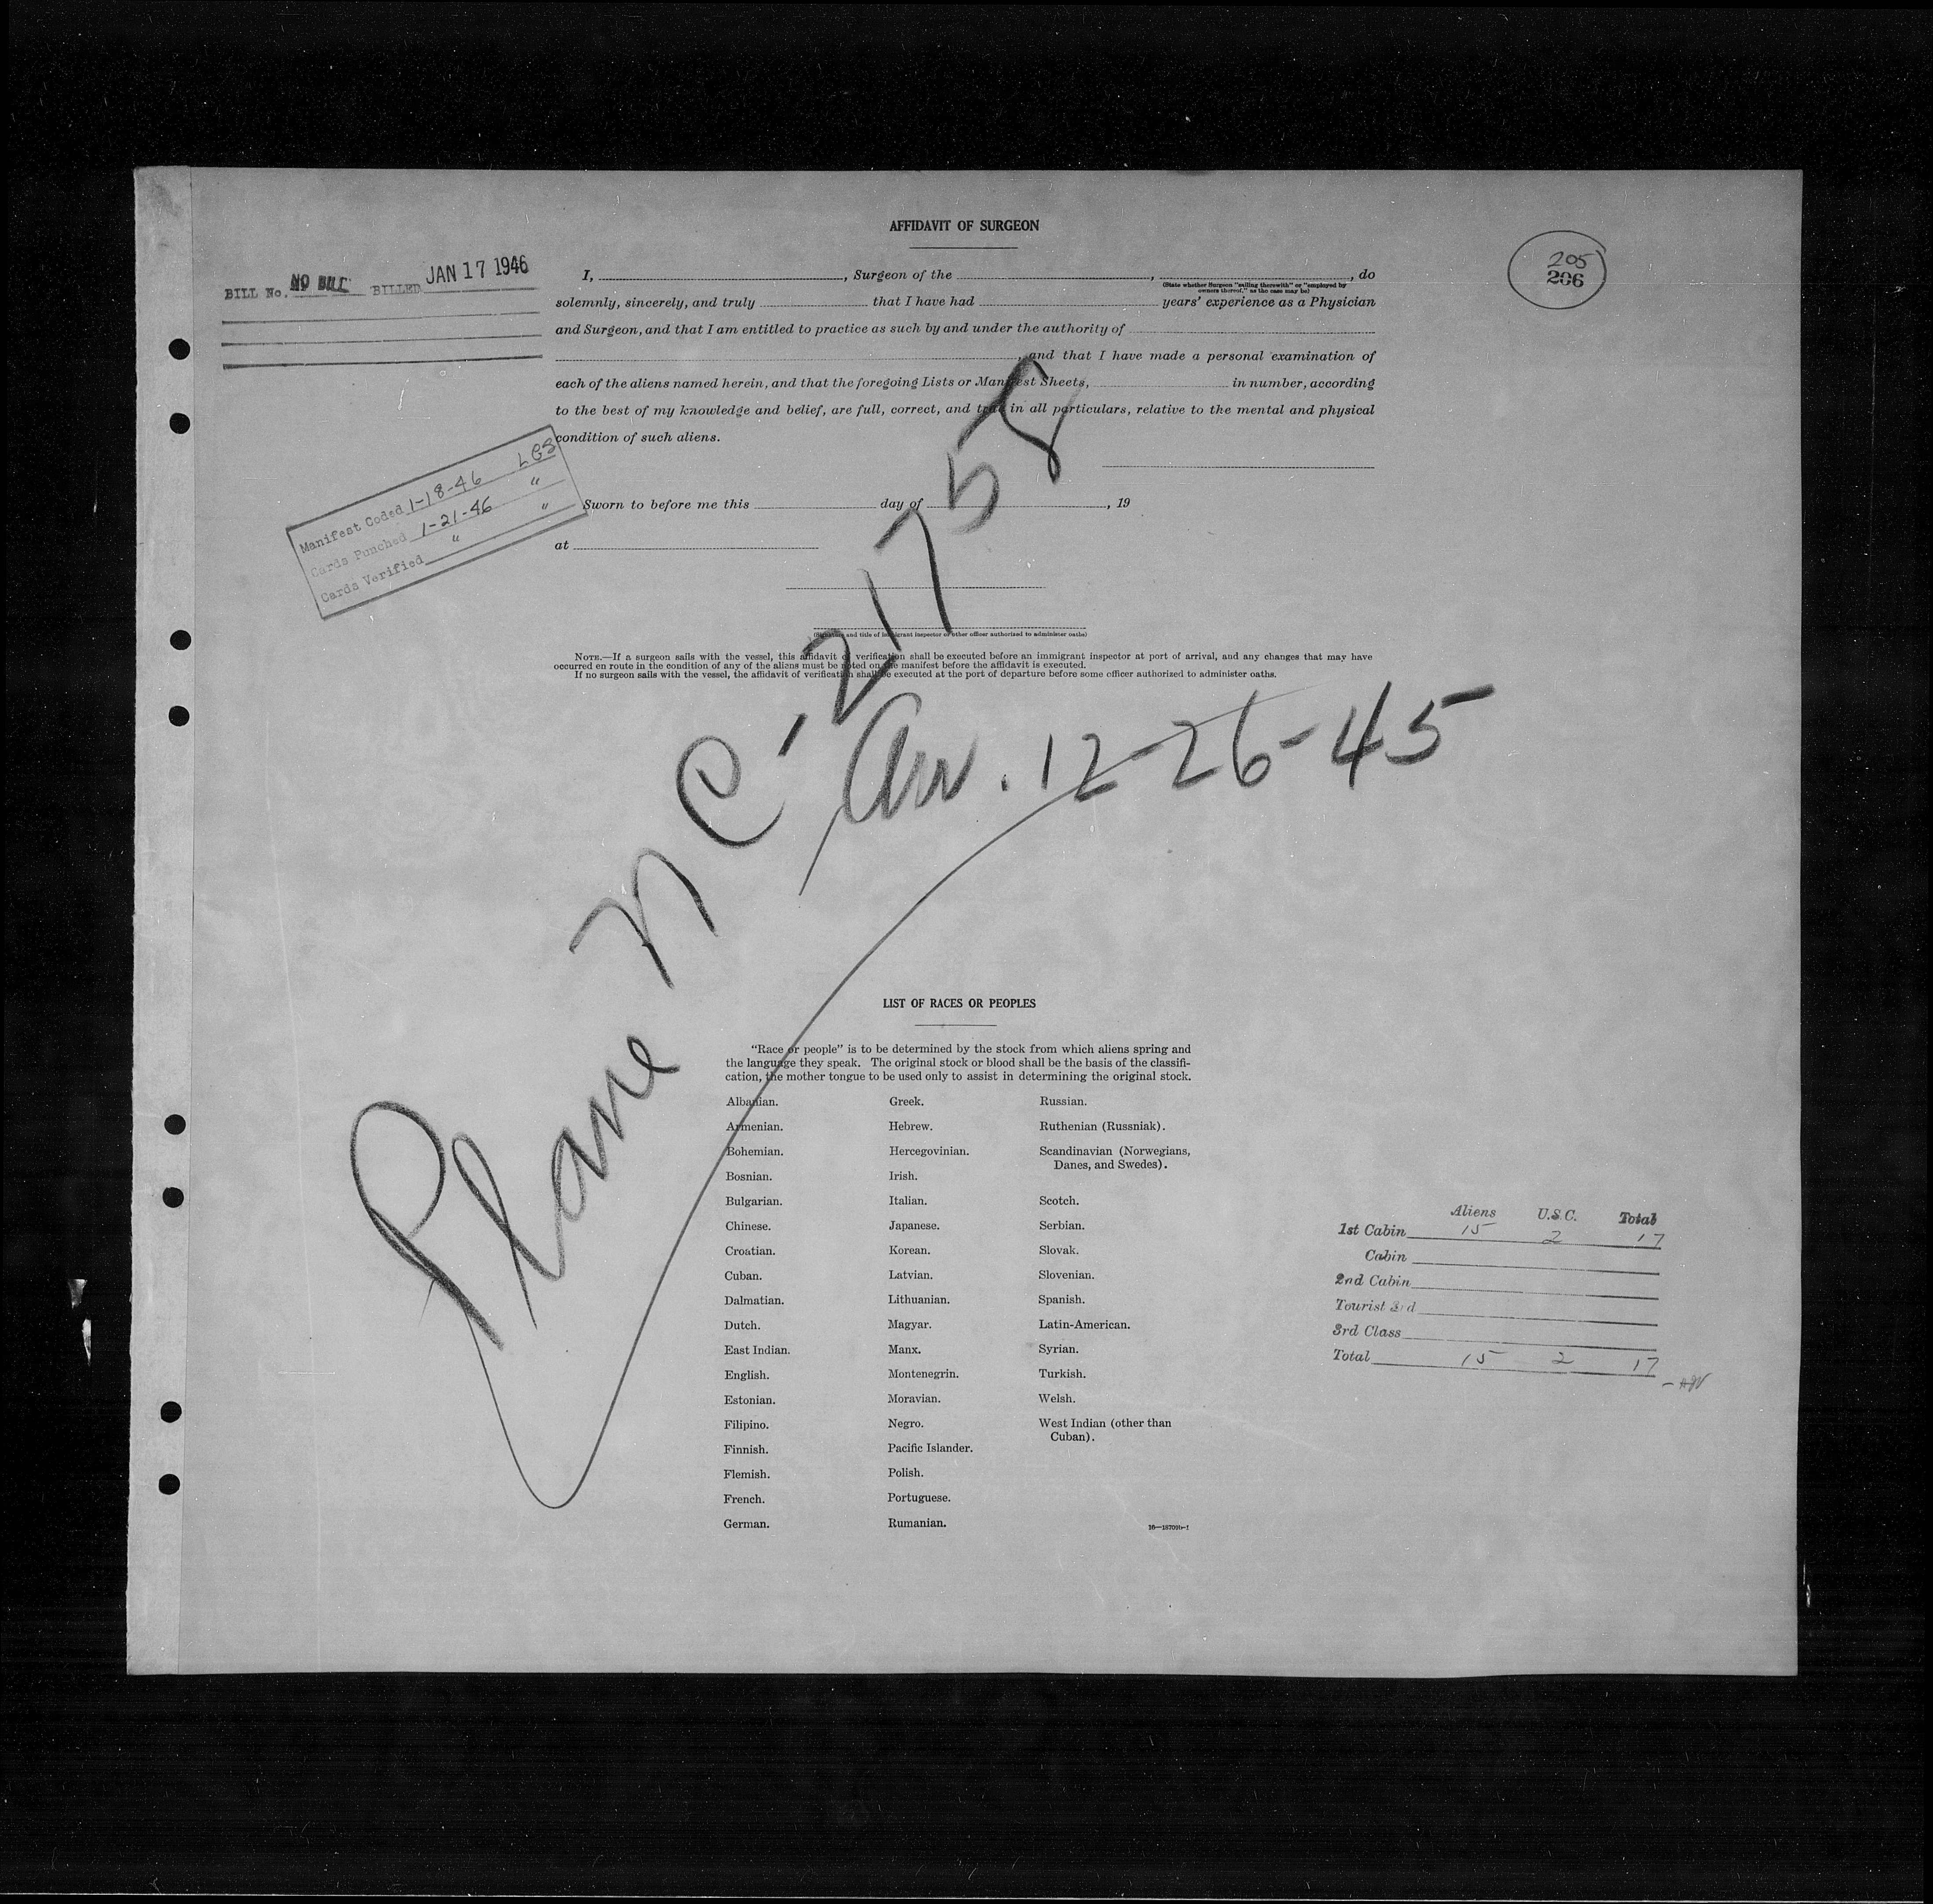 AFFIDAVIT OF SURGEON
BILL No. NO BILL BILLED JAN 17 1946
205
206
I, , Surgeon of the , , do
(State whether Surgeon "sailing therewith" or "employed by
owners thereof," as the case may be)
solemnly, sincerely, and truly that I have had years' experience as a Physician
and Surgeon, and that I am entitled to practice as such by and under the authority of
, and that I have made a personal examination of
each of the aliens named herein, and that the foregoing Lists or Manifest Sheets, in number, according
to the best of my knowledge and belief, are full, correct, and true in all particulars, relative to the mental and physical
condition of such aliens.
Manifest Coded 1-18-46 LGS
Cards Punched 1-21-46 "
Cards Verified " "
Sworn to before me this day of , 19
at
(Signature and title of immigrant inspector or other officer authorized to administer oaths)
NOTE.—If a surgeon sails with the vessel, this affidavit of verification shall be executed before an immigrant inspector at port of arrival, and any changes that may have
occurred en route in the condition of any of the aliens must be noted on the manifest before the affidavit is executed.
If no surgeon sails with the vessel, the affidavit of verification shall be executed at the port of departure before some officer authorized to administer oaths.
Plane NC-21758
Arr. 12-26-45
LIST OF RACES OR PEOPLES
"Race or people" is to be determined by the stock from which aliens spring and
the language they speak. The original stock or blood shall be the basis of the classifi-
cation, the mother tongue to be used only to assist in determining the original stock.
Albanian. Greek. Russian.
Armenian. Hebrew. Ruthenian (Russniak).
Bohemian. Hercegovinian. Scandinavian (Norwegians,
Danes, and Swedes).
Bosnian. Irish.
Bulgarian. Italian. Scotch.
Chinese. Japanese. Serbian.
Croatian. Korean. Slovak.
Cuban. Latvian. Slovenian.
Dalmatian. Lithuanian. Spanish.
Dutch. Magyar. Latin-American.
East Indian. Manx. Syrian.
English. Montenegrin. Turkish.
Estonian. Moravian. Welsh.
Filipino. Negro. West Indian (other than
Cuban).
Finnish. Pacific Islander.
Flemish. Polish.
French. Portuguese.
German. Rumanian.
Aliens U.S.C. Total
1st Cabin 15 2 17
Cabin
2nd Cabin
Tourist 3rd
3rd Class
Total 15 2 17